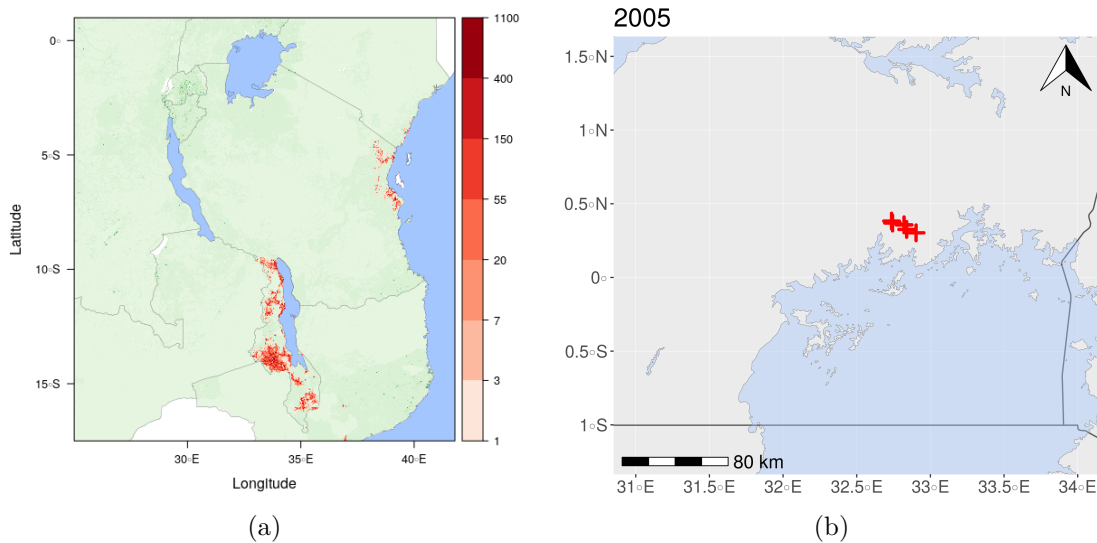 2005
0◦
5◦S
10◦S
15◦S
30◦E 35◦E 40◦E
Latitude
Longitude
1100
400
150
55
20
7
3
1
1.5◦N
1◦N
0.5◦N
0◦
0.5◦S
1◦S
N
80 km
31◦E 31.5◦E 32◦E 32.5◦E 33◦E 33.5◦E 34◦E
(a) (b)